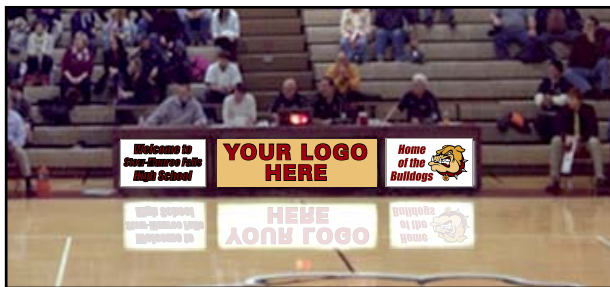 Welcome to
Stow-Munroe Falls
High School
YOUR LOGO
HERE
Home
of the
Bulldogs